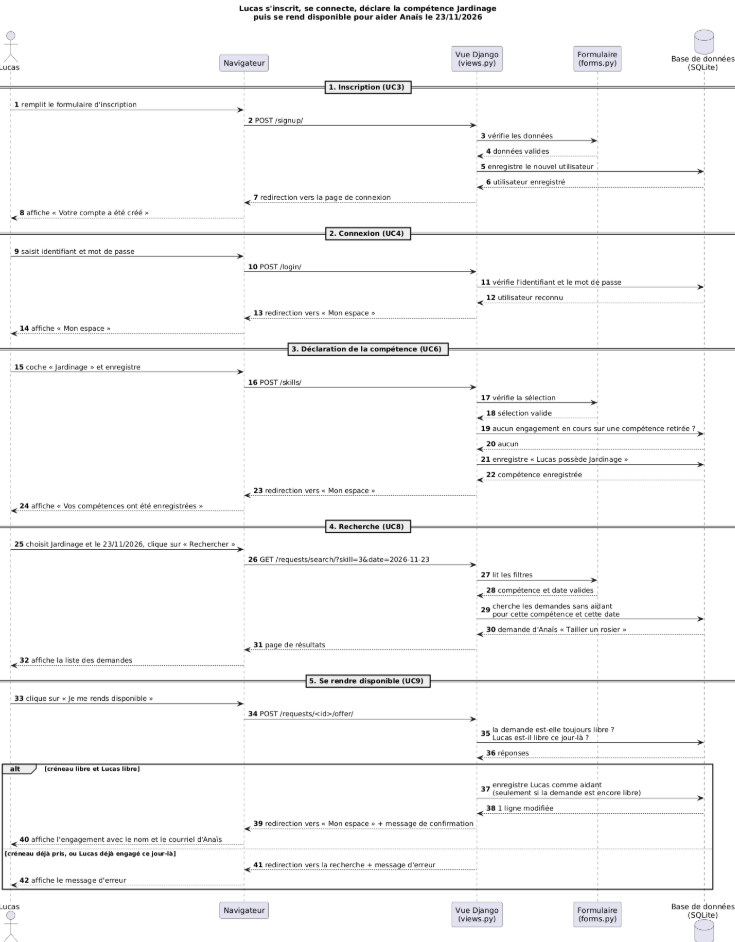 Lucas s'inscrit, se connecte, déclare la compétence Jardinage
puis se rend disponible pour aider Anaïs le 23/11/2026
Lucas
Navigateur
Vue Django
(views.py)
Formulaire
(forms.py)
Base de données
(SQLite)
1. Inscription (UC3)
1 remplit le formulaire d'inscription
2 POST /signup/
3 vérifie les données
4 données valides
5 enregistre le nouvel utilisateur
6 utilisateur enregistré
7 redirection vers la page de connexion
8 affiche « Votre compte a été créé »
2. Connexion (UC4)
9 saisit identifiant et mot de passe
10 POST /login/
11 vérifie l'identifiant et le mot de passe
12 utilisateur reconnu
13 redirection vers « Mon espace »
14 affiche « Mon espace »
3. Déclaration de la compétence (UC6)
15 coche « Jardinage » et enregistre
16 POST /skills/
17 vérifie la sélection
18 sélection valide
19 aucun engagement en cours sur une compétence retirée ?
20 aucun
21 enregistre « Lucas possède Jardinage »
22 compétence enregistrée
23 redirection vers « Mon espace »
24 affiche « Vos compétences ont été enregistrées »
4. Recherche (UC8)
25 choisit Jardinage et le 23/11/2026, clique sur « Rechercher »
26 GET /requests/search/?skill=3&date=2026-11-23
27 lit les filtres
28 compétence et date valides
29 cherche les demandes sans aidant
pour cette compétence et cette date
30 demande d'Anaïs « Tailler un rosier »
31 page de résultats
32 affiche la liste des demandes
5. Se rendre disponible (UC9)
33 clique sur « Je me rends disponible »
34 POST /requests/<id>/offer/
35 la demande est-elle toujours libre ?
Lucas est-il libre ce jour-là ?
36 réponses
alt [créneau libre et Lucas libre]
37 enregistre Lucas comme aidant
(seulement si la demande est encore libre)
38 1 ligne modifiée
39 redirection vers « Mon espace » + message de confirmation
40 affiche l'engagement avec le nom et le courriel d'Anaïs
[créneau déjà pris, ou Lucas déjà engagé ce jour-là]
41 redirection vers la recherche + message d'erreur
42 affiche le message d'erreur
Lucas
Navigateur
Vue Django
(views.py)
Formulaire
(forms.py)
Base de données
(SQLite)